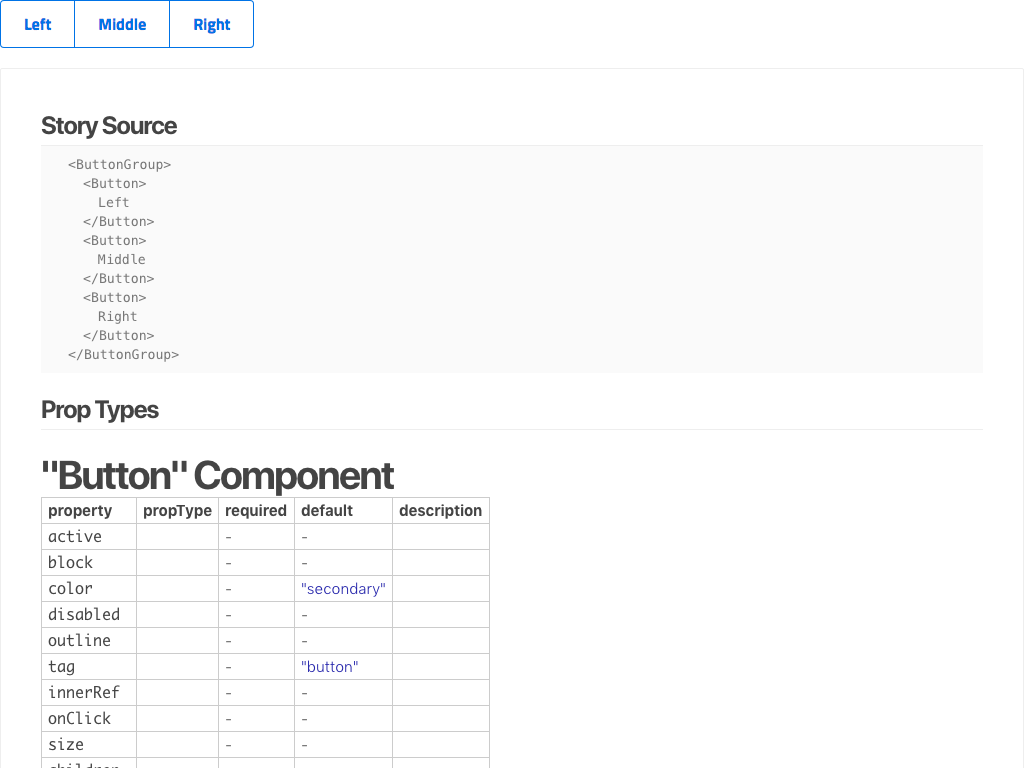 Left Middle Right
Story Source
<ButtonGroup>
<Button>
Left
</Button>
<Button>
Middle
</Button>
<Button>
Right
</Button>
</ButtonGroup>
Prop Types
"Button" Component
property propType required default description
active - -
block - -
color - "secondary"
disabled - -
outline - -
tag - "button"
innerRef - -
onClick - -
size - -